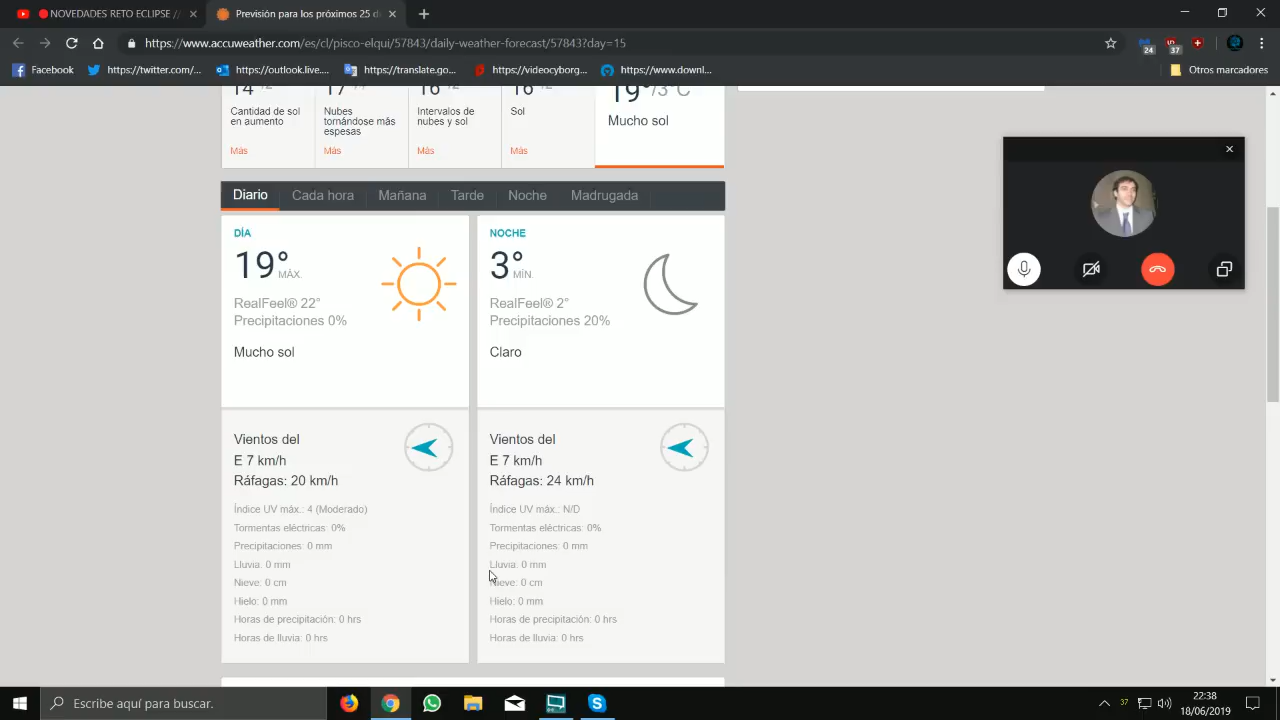 NOVEDADES RETO ECLIPSE //
Previsión para los próximos 25 d
https://www.accuweather.com/es/cl/pisco-elqui/57843/daily-weather-forecast/57843?day=15
24
37
Facebook
https://twitter.com/...
https://outlook.live....
https://translate.go...
https://videocyborg...
https://www.downl...
Otros marcadores
19°/3°C
Cantidad de sol
en aumento
Nubes
tornándose más
espesas
Intervalos de
nubes y sol
Sol
Mucho sol
Más
Más
Más
Más
Diario
Cada hora
Mañana
Tarde
Noche
Madrugada
DÍA
19°
MÁX.
RealFeel® 22°
Precipitaciones 0%
Mucho sol
NOCHE
3°
MÍN.
RealFeel® 2°
Precipitaciones 20%
Claro
Vientos del
E 7 km/h
Ráfagas: 20 km/h
Índice UV máx.: 4 (Moderado)
Tormentas eléctricas: 0%
Precipitaciones: 0 mm
Lluvia: 0 mm
Nieve: 0 cm
Hielo: 0 mm
Horas de precipitación: 0 hrs
Horas de lluvia: 0 hrs
Vientos del
E 7 km/h
Ráfagas: 24 km/h
Índice UV máx.: N/D
Tormentas eléctricas: 0%
Precipitaciones: 0 mm
Lluvia: 0 mm
Nieve: 0 cm
Hielo: 0 mm
Horas de precipitación: 0 hrs
Horas de lluvia: 0 hrs
Escribe aquí para buscar.
37
22:38
18/06/2019